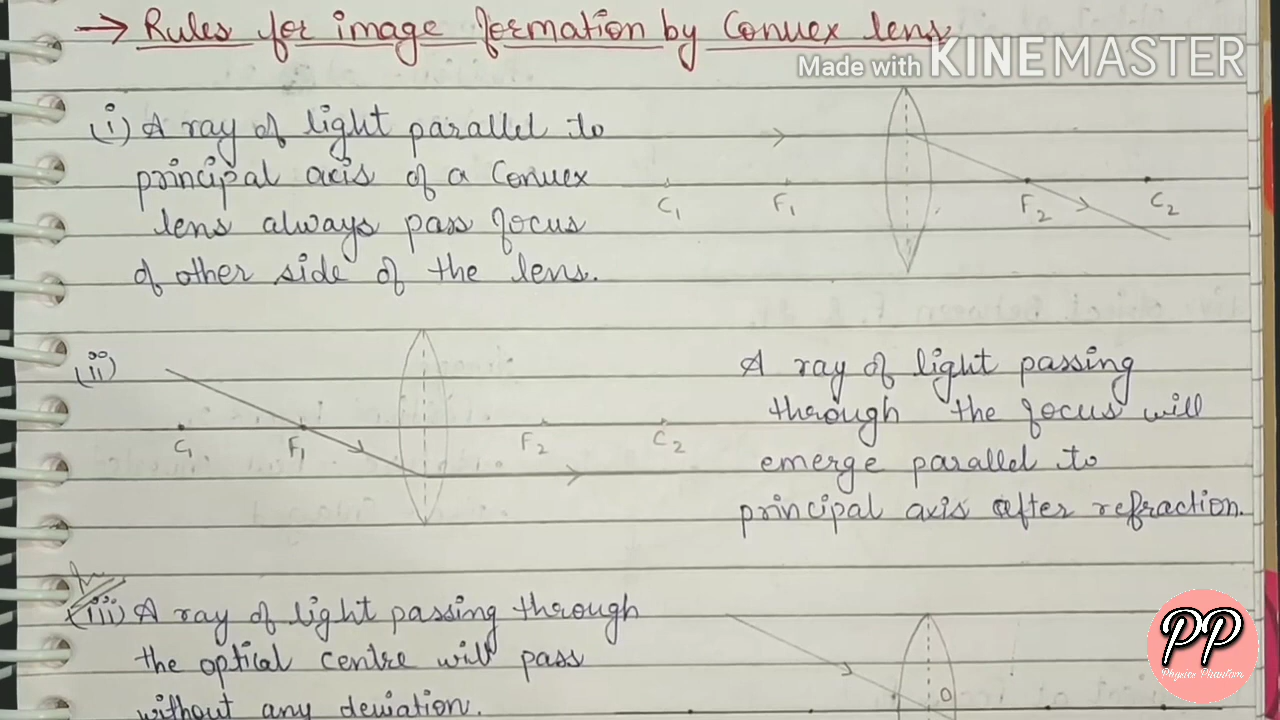 → Rules for image formation by Convex lens
Made with KINEMASTER
(i) A ray of light parallel to
principal axis of a Convex
lens always pass focus
of other side of the lens.
C₁ F₁ F₂ C₂
(ii)
C₁ F₁ F₂ C₂
A ray of light passing
through the focus will
emerge parallel to
principal axis after refraction.
(iii) A ray of light passing through
the optical centre will pass
without any deviation.
O
PP
Physics Phantom